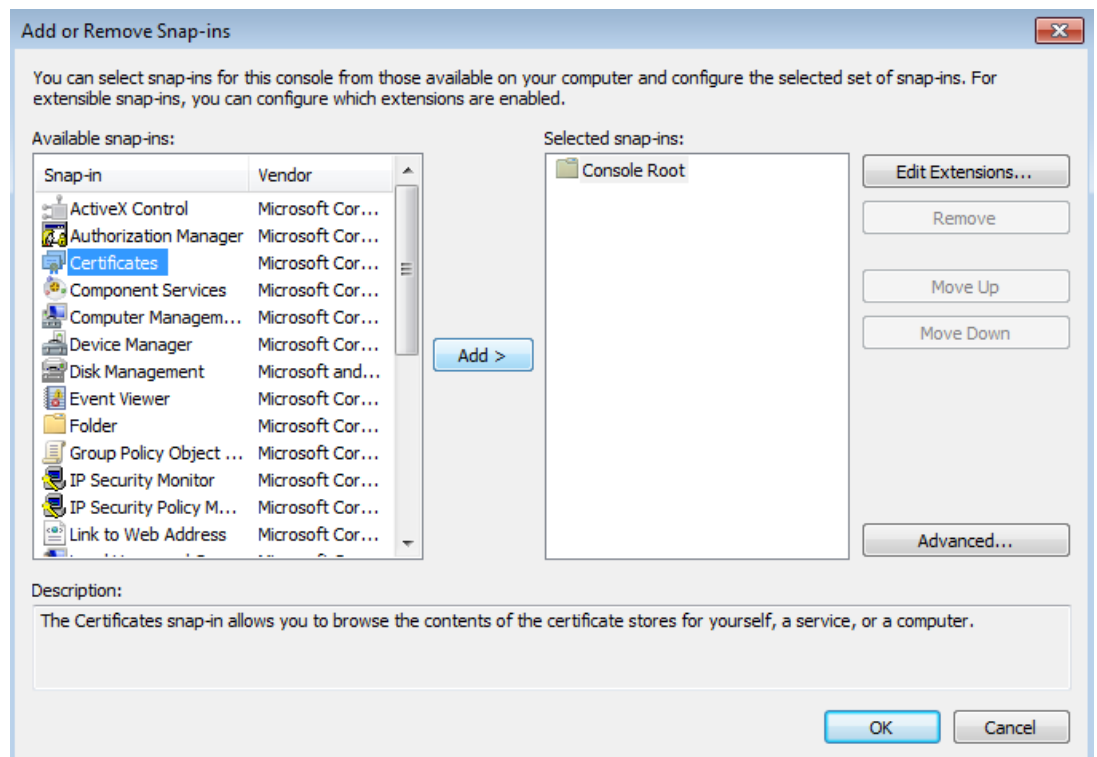 Add or Remove Snap-ins
You can select snap-ins for this console from those available on your computer and configure the selected set of snap-ins. For
extensible snap-ins, you can configure which extensions are enabled.
Available snap-ins:
Snap-in Vendor
ActiveX Control Microsoft Cor...
Authorization Manager Microsoft Cor...
Certificates Microsoft Cor...
Component Services Microsoft Cor...
Computer Managem... Microsoft Cor...
Device Manager Microsoft Cor...
Disk Management Microsoft and...
Event Viewer Microsoft Cor...
Folder Microsoft Cor...
Group Policy Object ... Microsoft Cor...
IP Security Monitor Microsoft Cor...
IP Security Policy M... Microsoft Cor...
Link to Web Address Microsoft Cor...
Add >
Selected snap-ins:
Console Root
Edit Extensions...
Remove
Move Up
Move Down
Advanced...
Description:
The Certificates snap-in allows you to browse the contents of the certificate stores for yourself, a service, or a computer.
OK Cancel